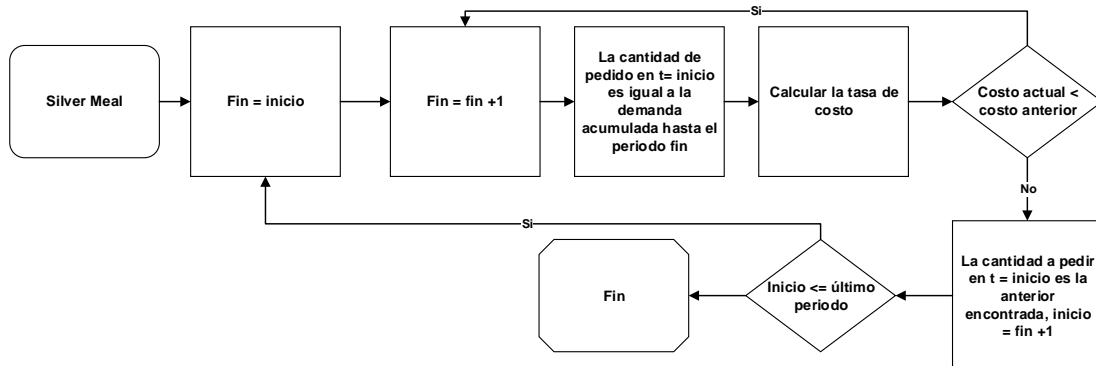 Si
Silver Meal
Fin = inicio
Fin = fin +1
La cantidad de
pedido en t= inicio
es igual a la
demanda
acumulada hasta el
periodo fin
Calcular la tasa de
costo
Costo actual <
costo anterior
No
Si
Fin
Inicio <= último
periodo
La cantidad a pedir
en t = inicio es la
anterior
encontrada, inicio
= fin +1